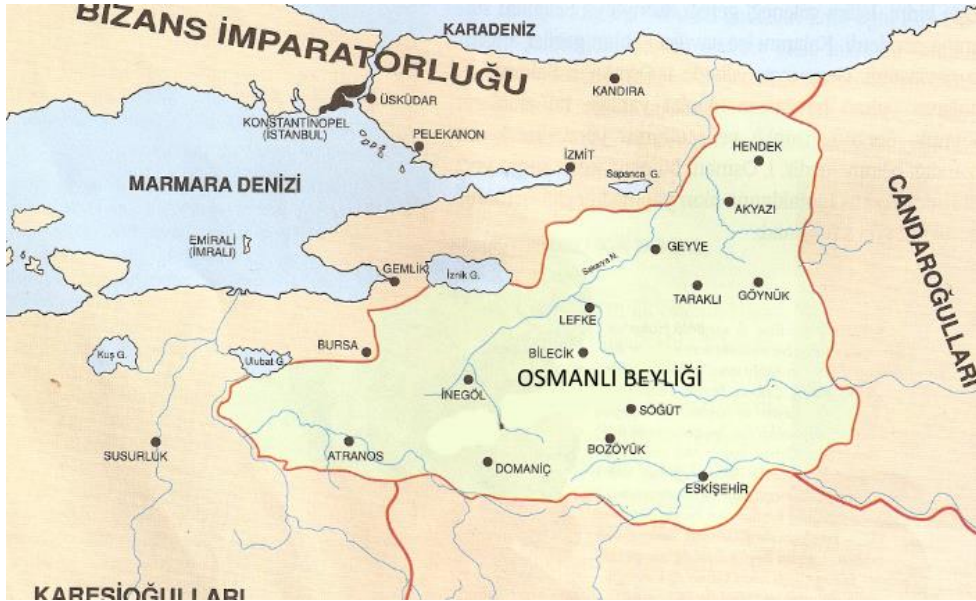 BİZANS İMPARATORLUĞU
KARADENİZ
KANDIRA
ÜSKÜDAR
KONSTANTİNOPEL
(İSTANBUL)
PELEKANON
HENDEK
İZMİT
Sapanca G.
MARMARA DENİZİ
AKYAZI
CANDAROĞULLARI
EMİRALİ
(İMRALI)
GEYVE
Sakarya N.
GEMLİK
İznik G.
TARAKLI
GÖYNÜK
LEFKE
BURSA
BİLECİK
Kuş G.
Ulubat G.
OSMANLI BEYLİĞİ
İNEGÖL
SÖĞÜT
SUSURLUK
ATRANOS
BOZÖYÜK
DOMANİÇ
ESKİŞEHİR
KARESİOĞULLARI